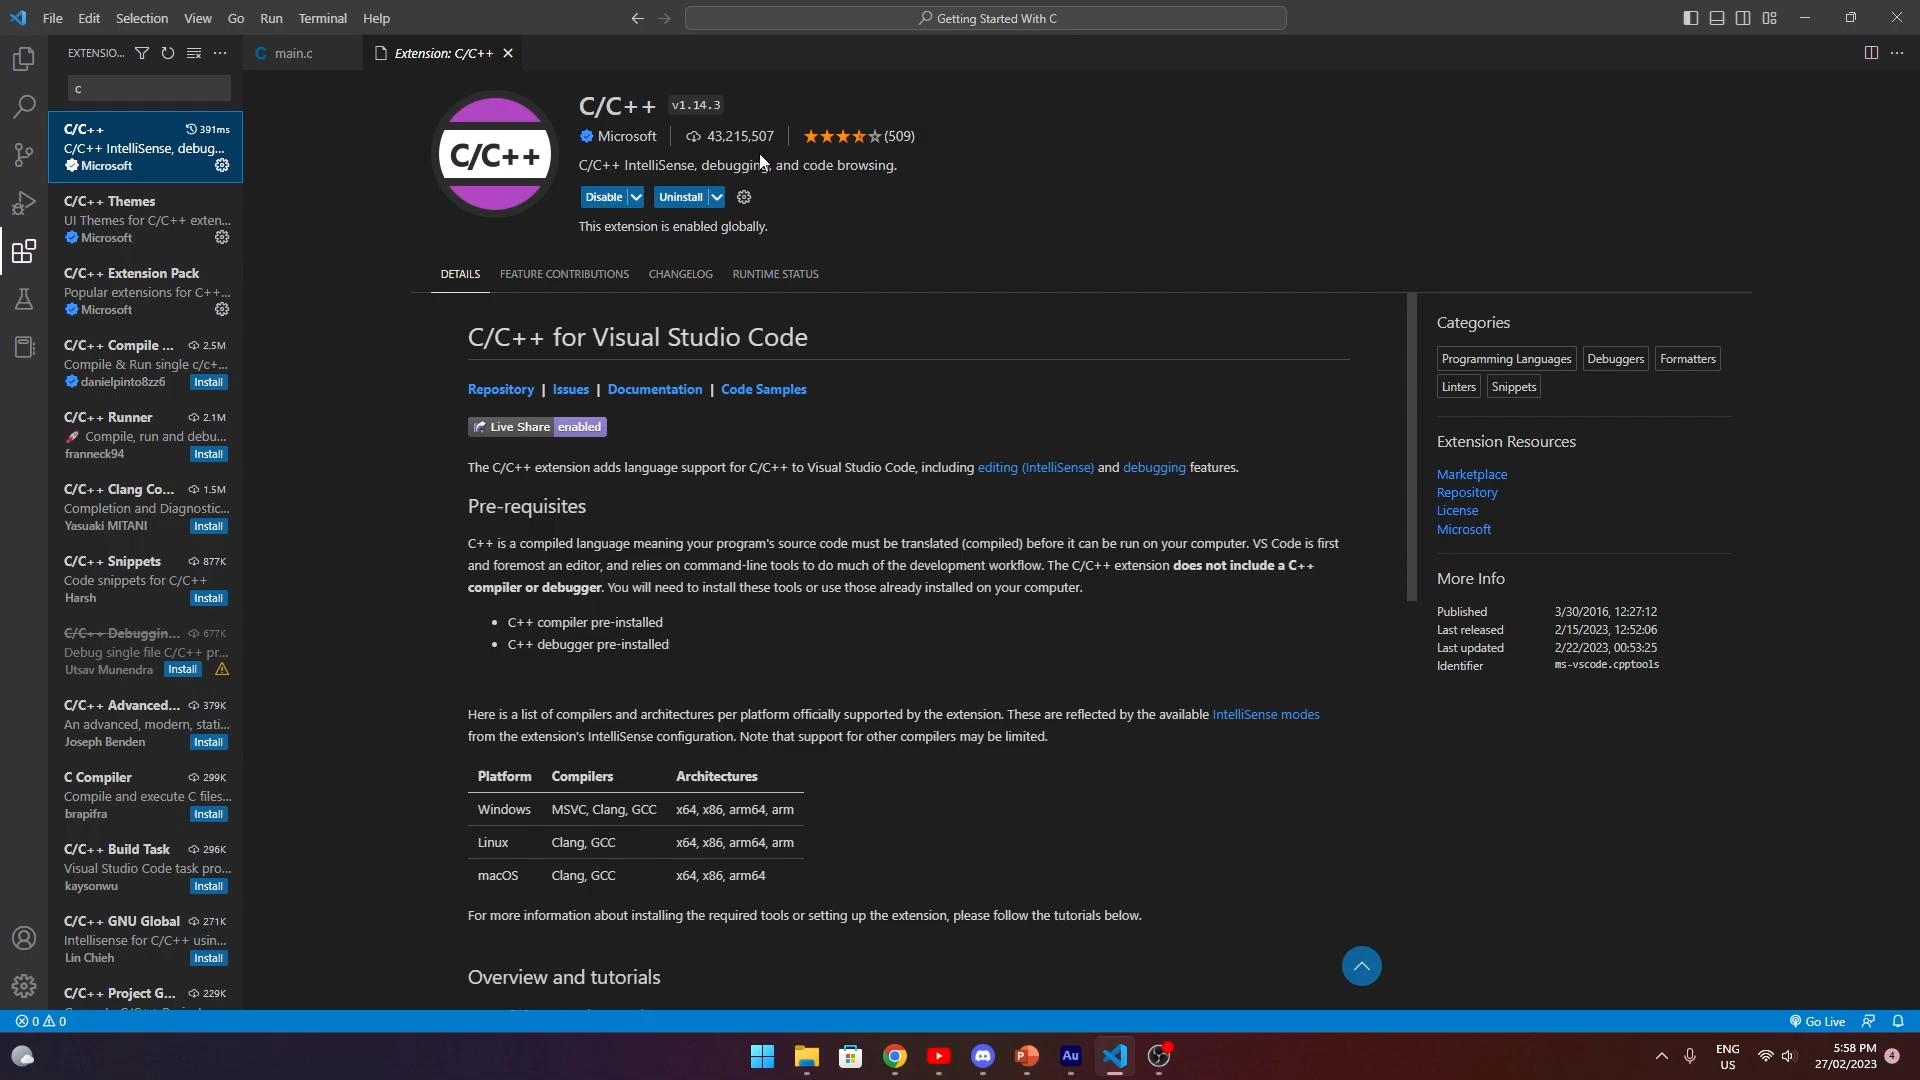 File Edit Selection View Go Run Terminal Help
Getting Started With C
EXTENSIO...
main.c
Extension: C/C++
c
C/C++ 391ms
C/C++ IntelliSense, debug...
Microsoft
C/C++ Themes
UI Themes for C/C++ exten...
Microsoft
C/C++ Extension Pack
Popular extensions for C++...
Microsoft
C/C++ Compile ... 2.5M
Compile & Run single c/c+...
danielpinto8zz6 Install
C/C++ Runner 2.1M
🚀 Compile, run and debu...
franneck94 Install
C/C++ Clang Co... 1.5M
Completion and Diagnostic...
Yasuaki MITANI Install
C/C++ Snippets 877K
Code snippets for C/C++
Harsh Install
C/C++ Debuggin... 677K
Debug single file C/C++ pr...
Utsav Munendra Install
C/C++ Advanced... 379K
An advanced, modern, stati...
Joseph Benden Install
C Compiler 299K
Compile and execute C files...
brapifra Install
C/C++ Build Task 296K
Visual Studio Code task pro...
kaysonwu Install
C/C++ GNU Global 271K
Intellisense for C/C++ usin...
Lin Chieh Install
C/C++ Project G... 229K
C/C++
C/C++ v1.14.3
Microsoft 43,215,507 (509)
C/C++ IntelliSense, debugging, and code browsing.
Disable Uninstall
This extension is enabled globally.
DETAILS FEATURE CONTRIBUTIONS CHANGELOG RUNTIME STATUS
C/C++ for Visual Studio Code
Repository | Issues | Documentation | Code Samples
Live Share enabled
The C/C++ extension adds language support for C/C++ to Visual Studio Code, including editing (IntelliSense) and debugging features.
Pre-requisites
C++ is a compiled language meaning your program's source code must be translated (compiled) before it can be run on your computer. VS Code is first
and foremost an editor, and relies on command-line tools to do much of the development workflow. The C/C++ extension does not include a C++
compiler or debugger. You will need to install these tools or use those already installed on your computer.
• C++ compiler pre-installed
• C++ debugger pre-installed
Here is a list of compilers and architectures per platform officially supported by the extension. These are reflected by the available IntelliSense modes
from the extension's IntelliSense configuration. Note that support for other compilers may be limited.
Platform Compilers Architectures
Windows MSVC, Clang, GCC x64, x86, arm64, arm
Linux Clang, GCC x64, x86, arm64, arm
macOS Clang, GCC x64, x86, arm64
For more information about installing the required tools or setting up the extension, please follow the tutorials below.
Overview and tutorials
Categories
Programming Languages Debuggers Formatters
Linters Snippets
Extension Resources
Marketplace
Repository
License
Microsoft
More Info
Published 3/30/2016, 12:27:12
Last released 2/15/2023, 12:52:06
Last updated 2/22/2023, 00:53:25
Identifier ms-vscode.cpptools
0 0
Go Live
P
Au
ENG
US
5:58 PM
27/02/2023
4